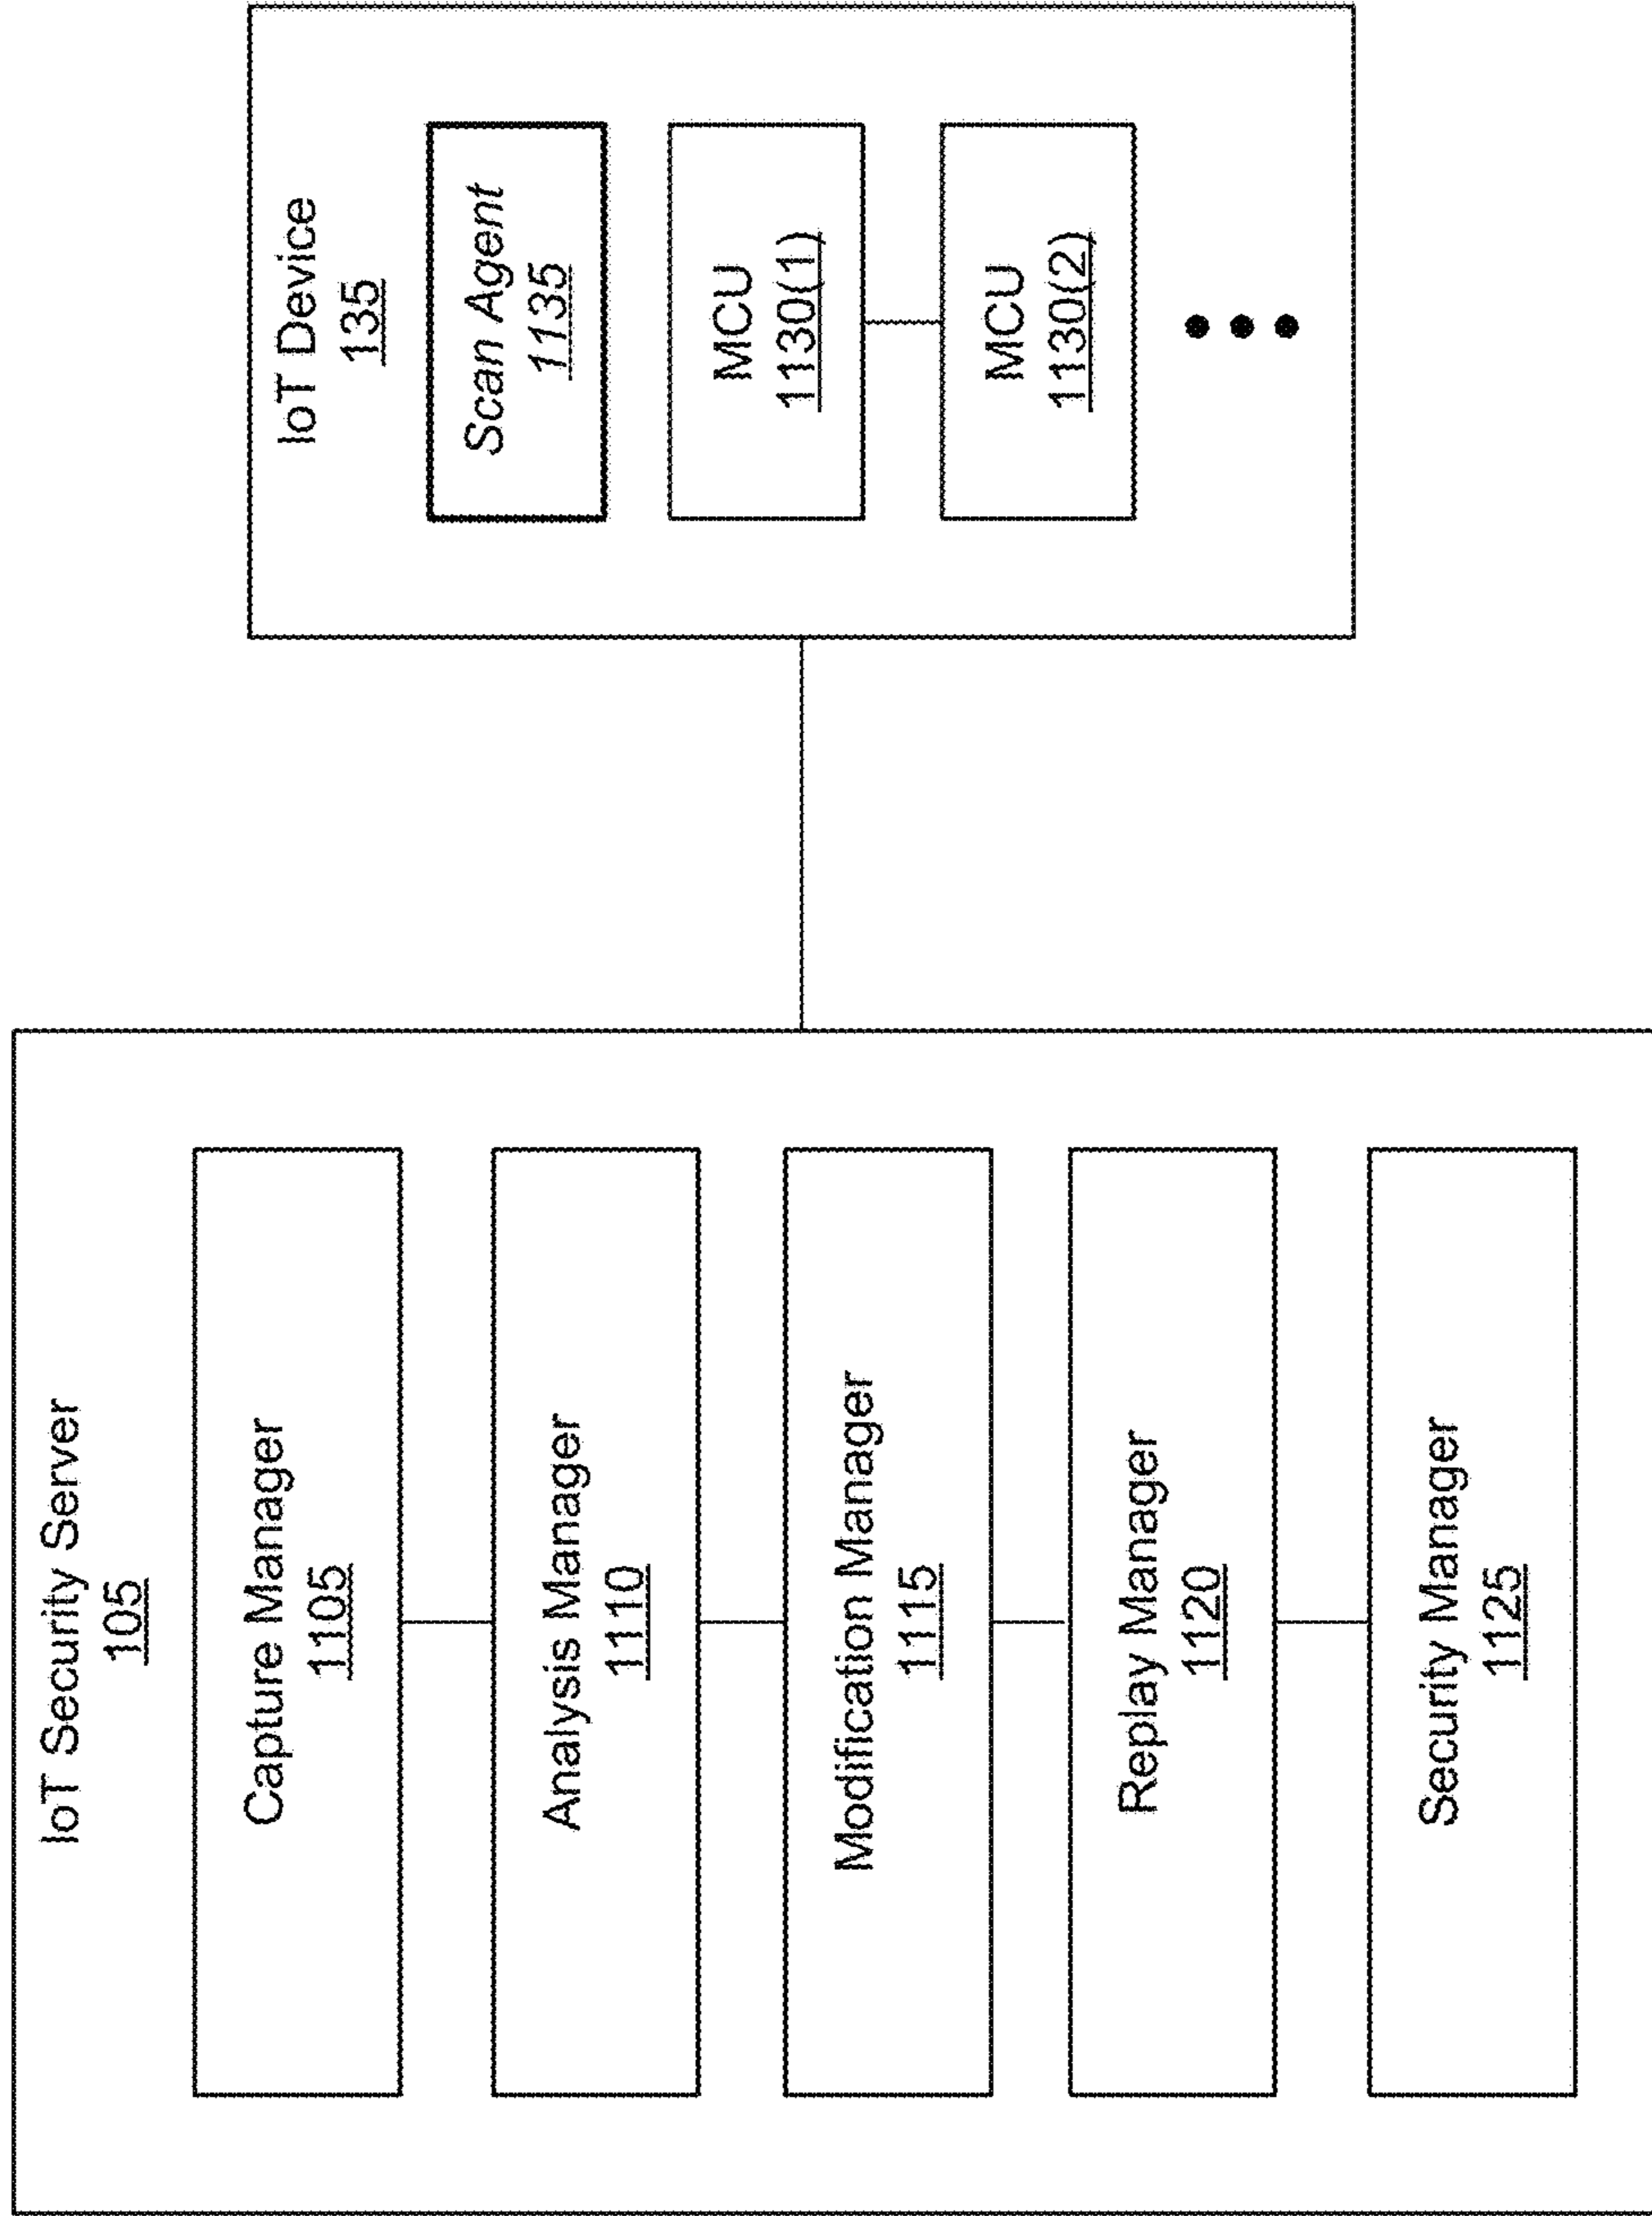 IoT Security Server
105
Capture Manager
1105
Analysis Manager
1110
Modification Manager
1115
Replay Manager
1120
Security Manager
1125
IoT Device
135
Scan Agent
1135
MCU
1130(1)
MCU
1130(2)